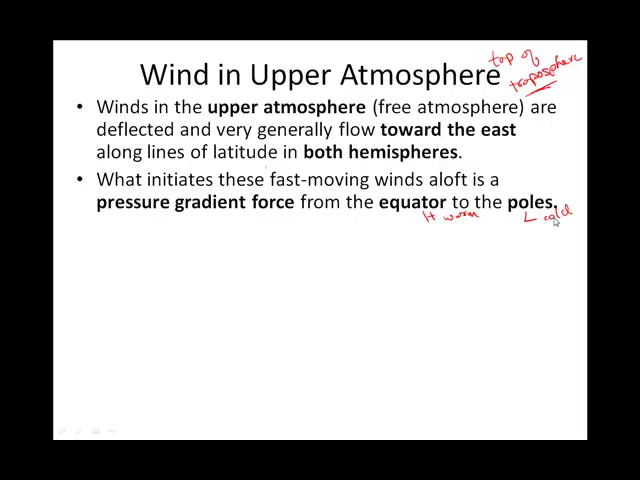 top of
troposphere
Wind in Upper Atmosphere
• Winds in the upper atmosphere (free atmosphere) are
deflected and very generally flow toward the east
along lines of latitude in both hemispheres.
• What initiates these fast-moving winds aloft is a
pressure gradient force from the equator to the poles.
H warm L cold